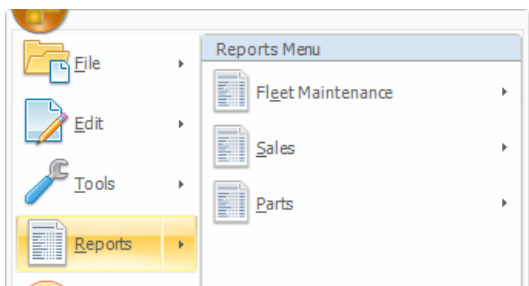 File
Edit
Tools
Reports
Reports Menu
Fleet Maintenance
Sales
Parts